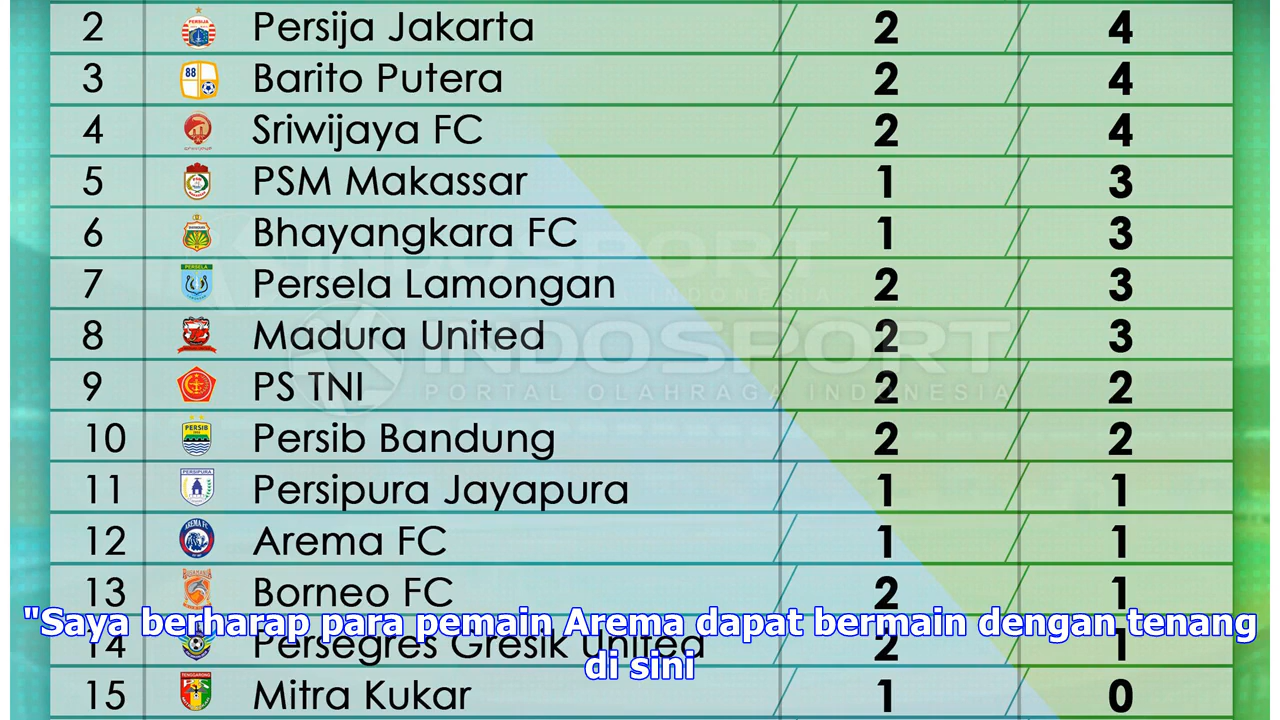 2 Persija Jakarta 2 4
3 Barito Putera 2 4
4 Sriwijaya FC 2 4
5 PSM Makassar 1 3
6 Bhayangkara FC 1 3
7 Persela Lamongan 2 3
8 Madura United 2 3
INDOSPORT
9 PS TNI 2 2
PORTAL OLAHRAGA INDONESIA
10 Persib Bandung 2 2
11 Persipura Jayapura 1 1
12 Arema FC 1 1
13 Borneo FC 2 1
"Saya berharap para pemain Arema dapat bermain dengan tenang
14 Persegres Gresik United 2 1
di sini
15 Mitra Kukar 1 0